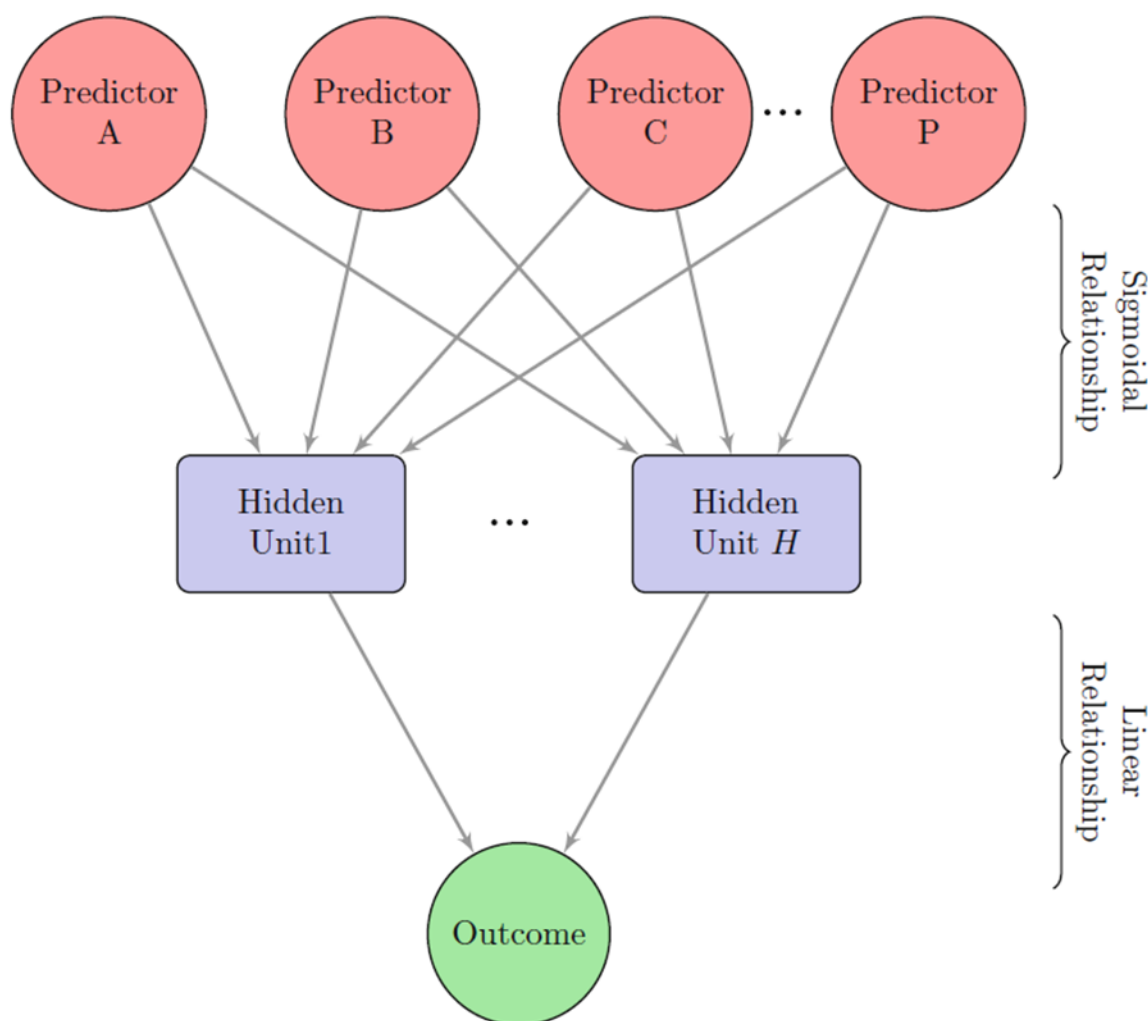 Predictor
A
Predictor
B
Predictor
C
...
Predictor
P
Sigmoidal
Relationship
Hidden
Unit1
...
Hidden
Unit H
Linear
Relationship
Outcome